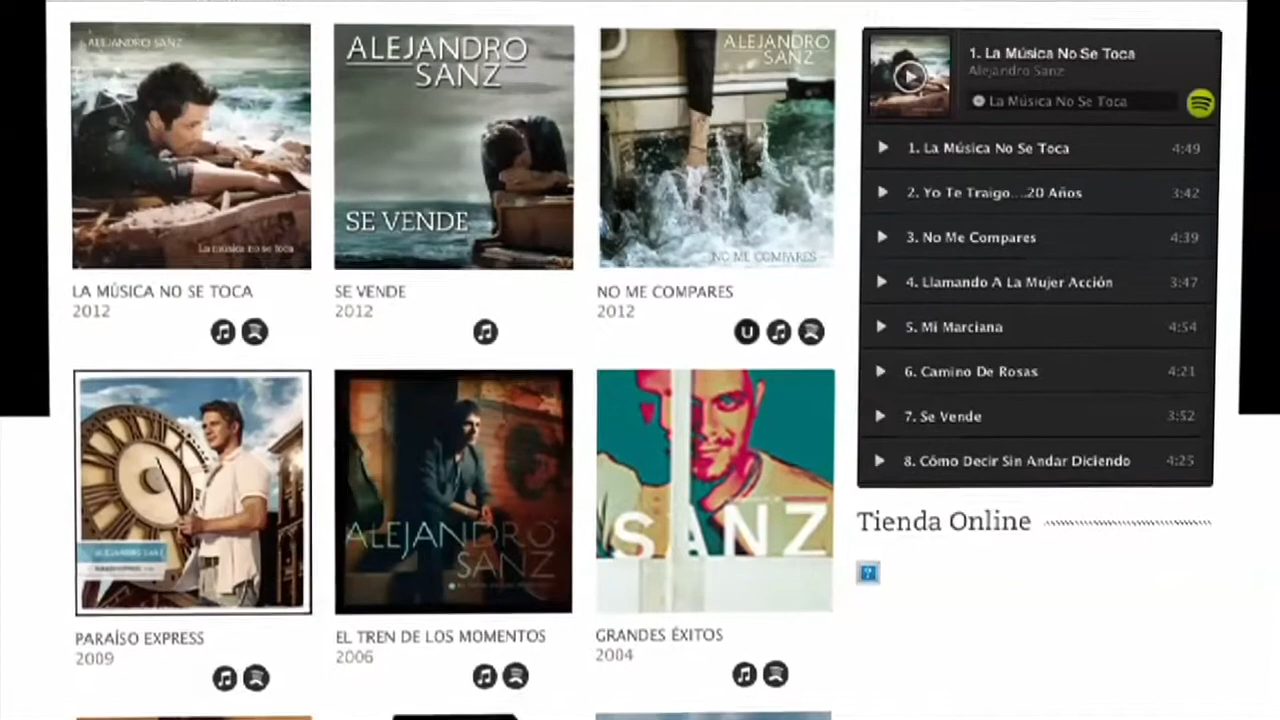 ALEJANDRO SANZ
La música no se toca
LA MÚSICA NO SE TOCA
2012
ALEJANDRO
SANZ
SE VENDE
SE VENDE
2012
ALEJANDRO
SANZ
NO ME COMPARES
NO ME COMPARES
2012
U
ALEJANDRO SANZ
PARAÍSO EXPRESS
2009
ALEJANDRO
SANZ
EL TREN DE LOS MOMENTOS
2006
SANZ
GRANDES ÉXITOS
2004
1. La Música No Se Toca
Alejandro Sanz
La Música No Se Toca
1. La Música No Se Toca 4:49
2. Yo Te Traigo...20 Años 3:42
3. No Me Compares 4:39
4. Llamando A La Mujer Acción 3:47
5. Mi Marciana 4:54
6. Camino De Rosas 4:21
7. Se Vende 3:52
8. Cómo Decir Sin Andar Diciendo 4:25
Tienda Online
?